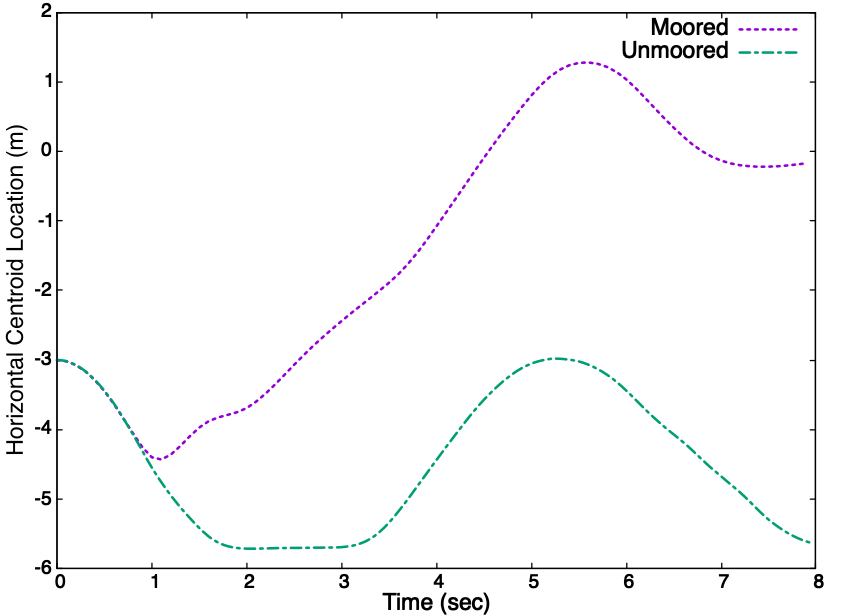 Moored
Unmoored
Horizontal Centroid Location (m)
2
1
0
-1
-2
-3
-4
-5
-6
0 1 2 3 4 5 6 7 8
Time (sec)